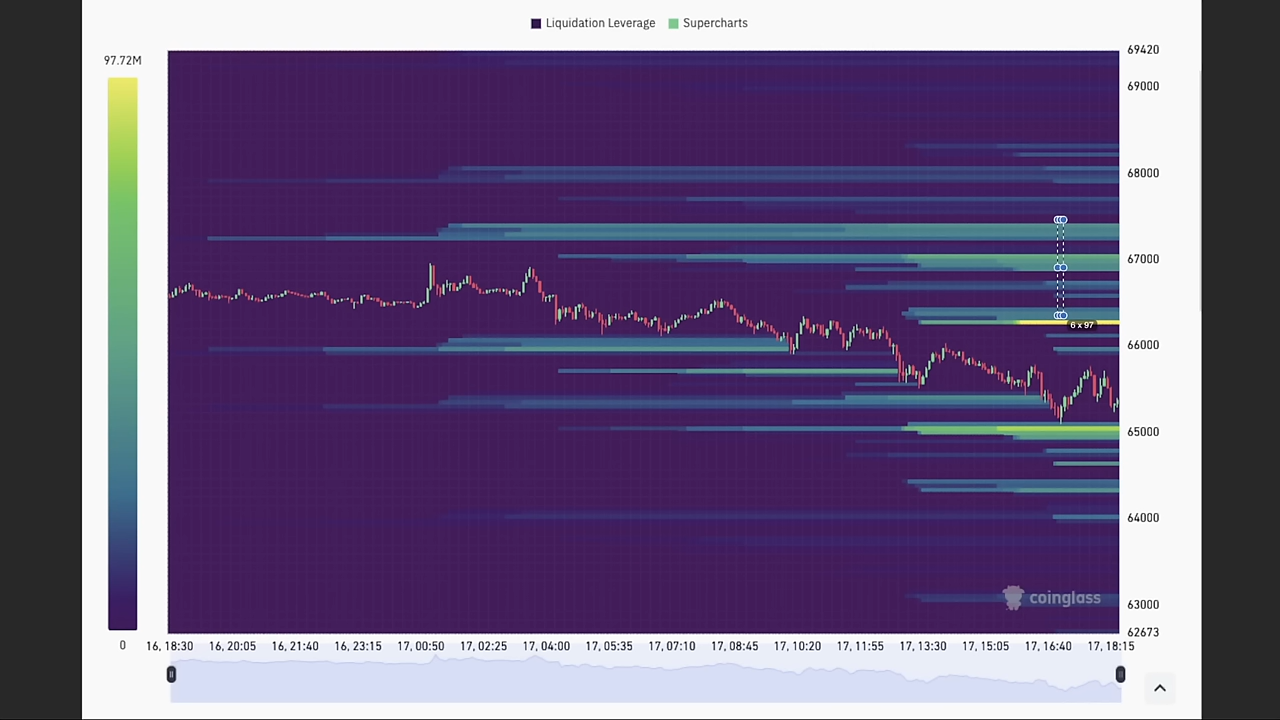 Liquidation Leverage Supercharts
97.72M
0
69420
69000
68000
67000
66000
65000
64000
63000
62673
6 x 97
coinglass
16, 18:30 16, 20:05 16, 21:40 16, 23:15 17, 00:50 17, 02:25 17, 04:00 17, 05:35 17, 07:10 17, 08:45 17, 10:20 17, 11:55 17, 13:30 17, 15:05 17, 16:40 17, 18:15